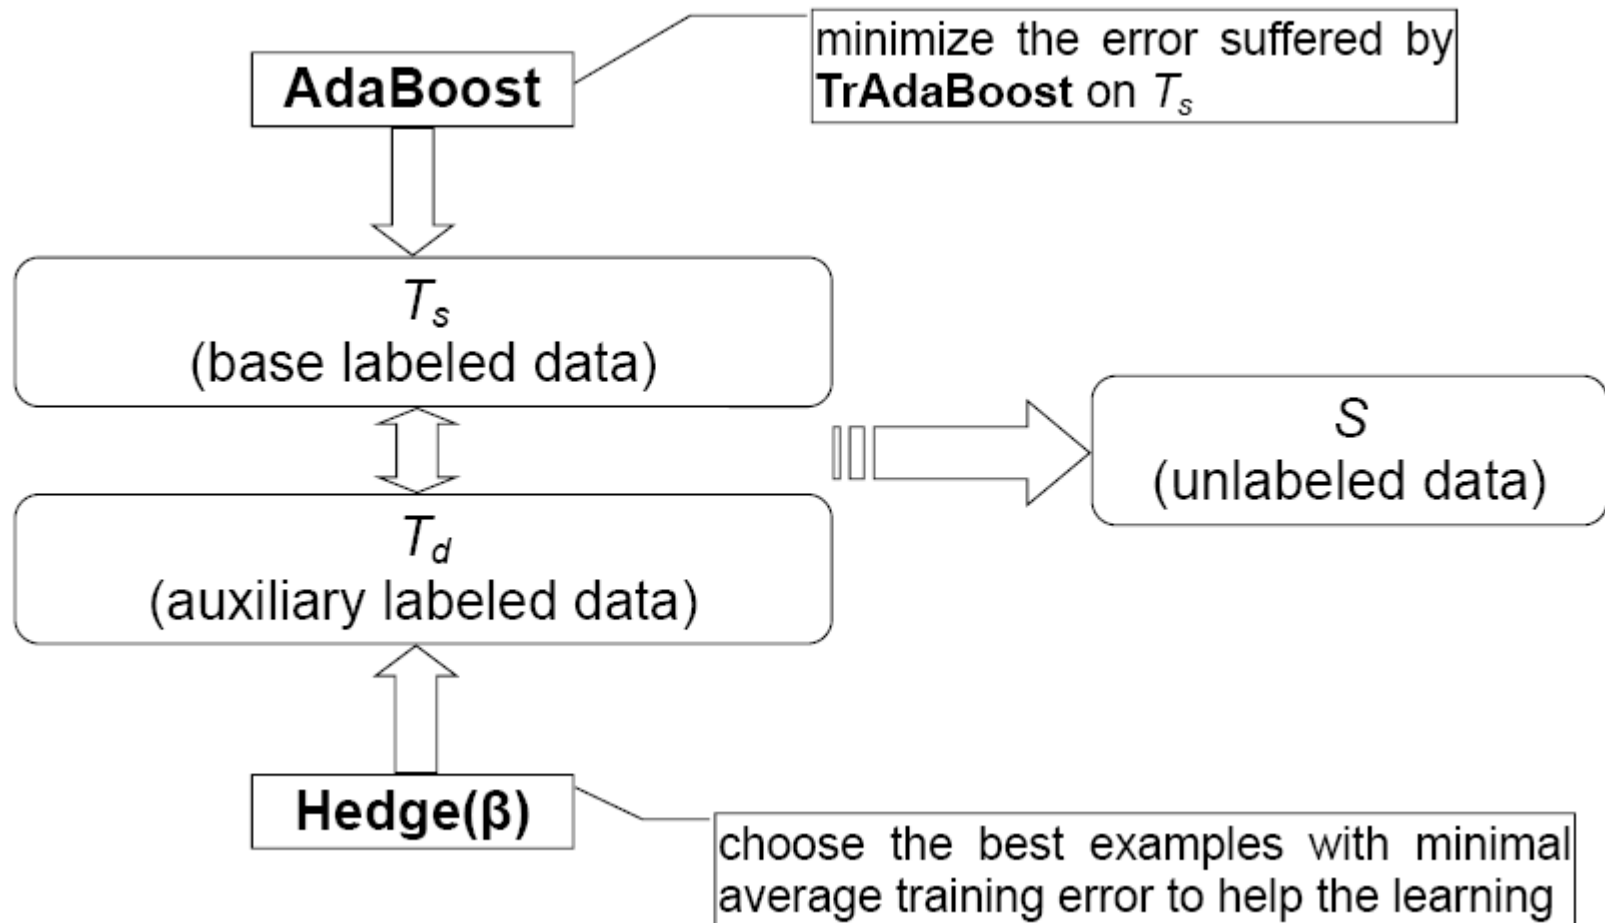 AdaBoost
minimize the error suffered by
TrAdaBoost on Ts
Ts
(base labeled data)
S
(unlabeled data)
Td
(auxiliary labeled data)
Hedge(β)
choose the best examples with minimal
average training error to help the learning